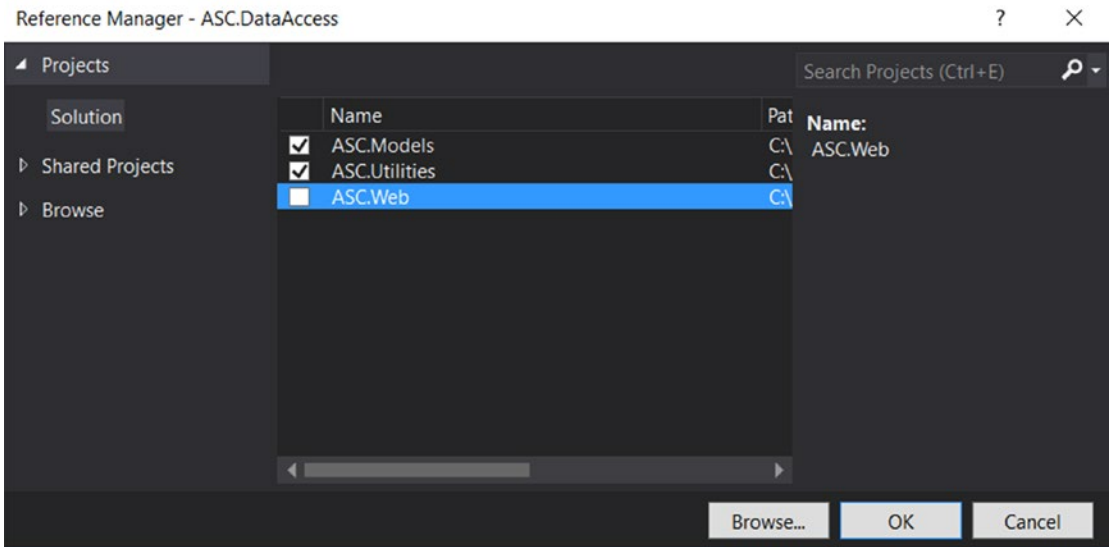 Reference Manager - ASC.DataAccess ?
Projects
Search Projects (Ctrl+E)
Solution
Shared Projects
Browse
Name Pat
ASC.Models C:\
ASC.Utilities C:\
ASC.Web C:\
Name:
ASC.Web
Browse... OK Cancel